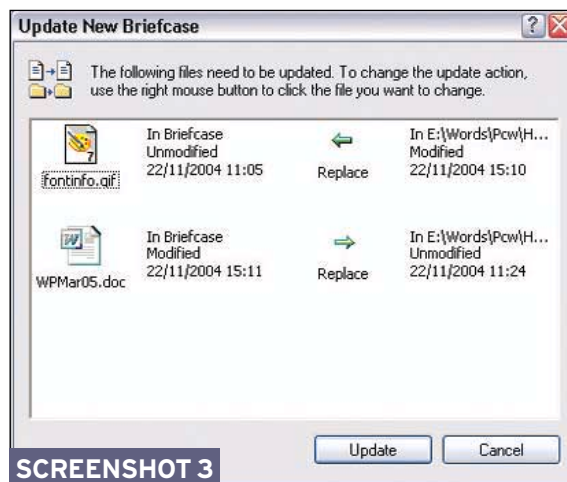 Update New Briefcase
The following files need to be updated. To change the update action,
use the right mouse button to click the file you want to change.
7
fontinfo.gif
In Briefcase
Unmodified
22/11/2004 11:05
Replace
In E:\Words\Pcw\H...
Modified
22/11/2004 15:10
WPMar05.doc
In Briefcase
Modified
22/11/2004 15:11
Replace
In E:\Words\Pcw\H...
Unmodified
22/11/2004 11:24
Update
Cancel
SCREENSHOT 3